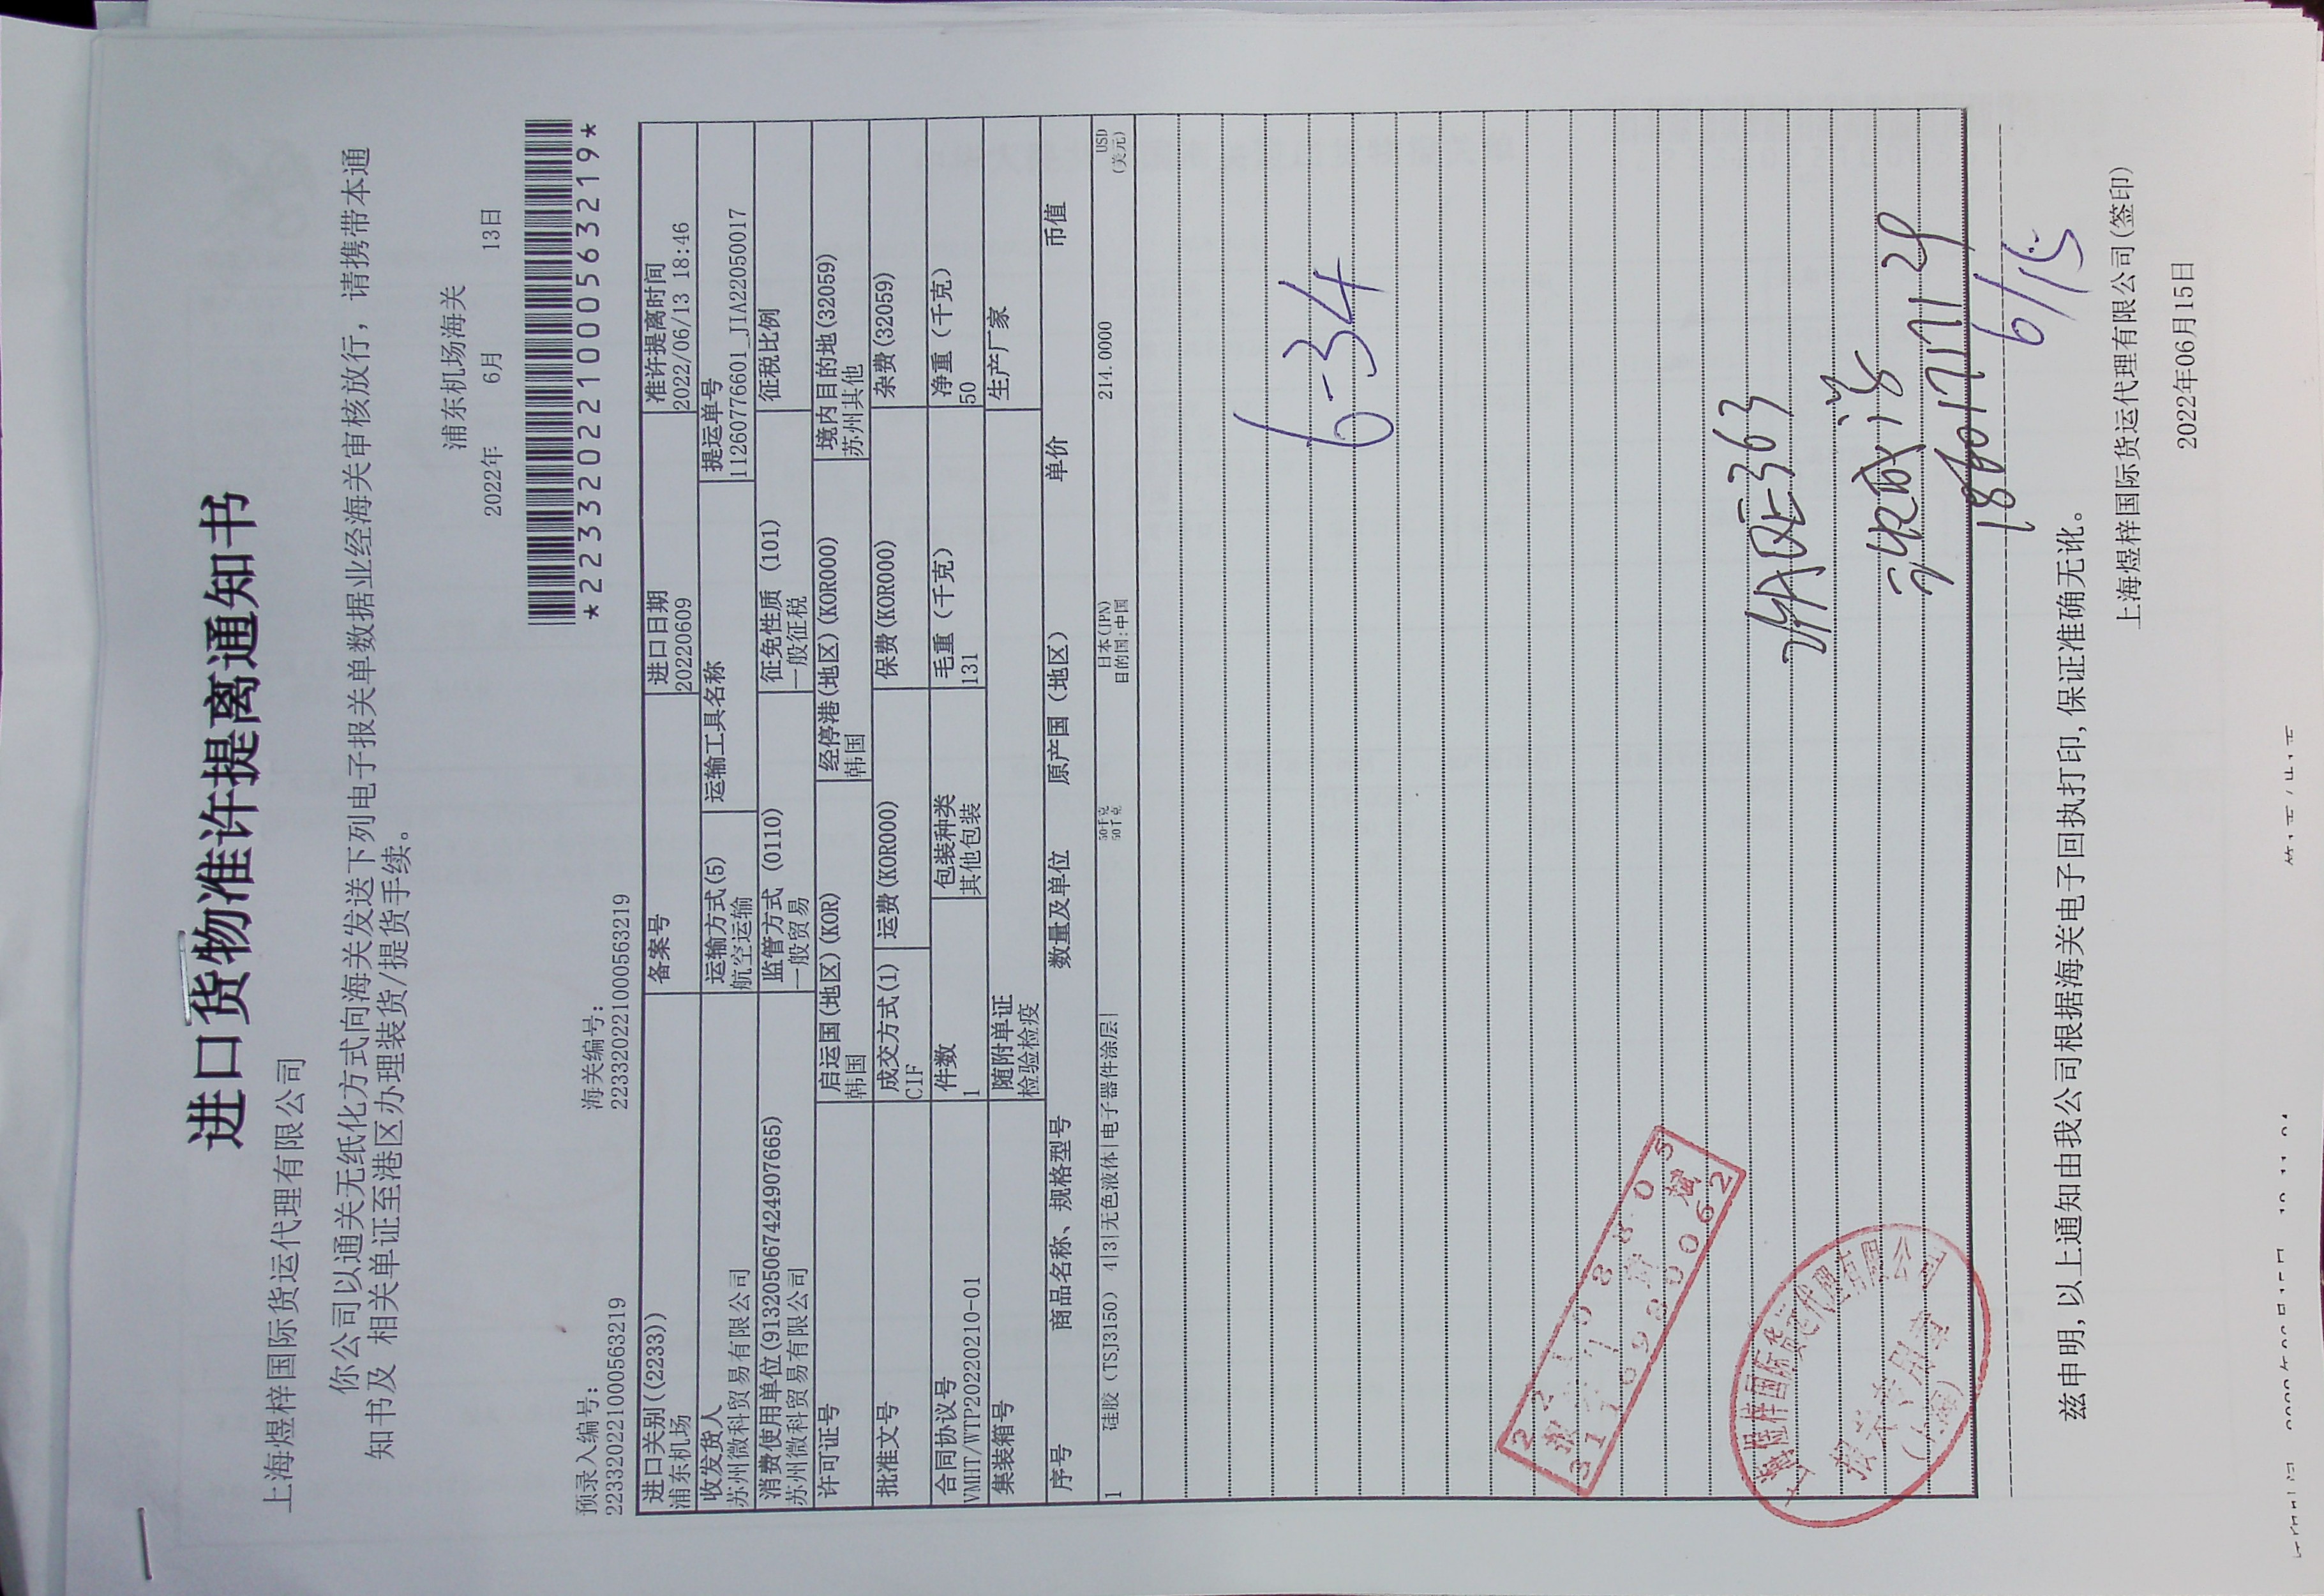 进口货物准许提离通知书
上海煜梓国际货运代理有限公司
你公司以通关无纸化方式向海关发送下列电子报关单数据业经海关审核放行，请携带本通
知书及 相关单证至港区办理装货/提货手续。
浦东机场海关
2022年 6月 13日
*223320221000563219*
预录入编号： 海关编号：
223320221000563219 223320221000563219
进口关别((2233)) 备案号 进口日期 准许提离时间
浦东机场 20220609 2022/06/13 18:46
收发货人 运输方式(5) 运输工具名称 提运单号
苏州微科贸易有限公司 航空运输 11260776601_JIA22050017
消费使用单位(913205067424907665) 监管方式 (0110) 征免性质 (101) 征税比例
苏州微科贸易有限公司 一般贸易 一般征税
许可证号 启运国(地区)(KOR) 经停港(地区)(KOR000) 境内目的地(32059)
韩国 韩国 苏州其他
批准文号 成交方式(1) 运费(KOR000) 保费(KOR000) 杂费(32059)
CIF
合同协议号 件数 包装种类 毛重（千克） 净重（千克）
VMHT/WTP20220210-01 1 其他包装 131 50
集装箱号 随附单证 生产厂家
检验检疫
序号 商品名称、规格型号 数量及单位 原产国（地区） 单价 币值
1 硅胶（TSJ3150） 4|3|无色液体|电子器件涂层| 50千克 日本(JPN) 214.0000 USD
50千克 目的国:中国 (美元)
6-34
18601717129
6/15
兹申明,以上通知由我公司根据海关电子回执打印,保证准确无讹。
上海煜梓国际货运代理有限公司(签印)
2022年06月15日